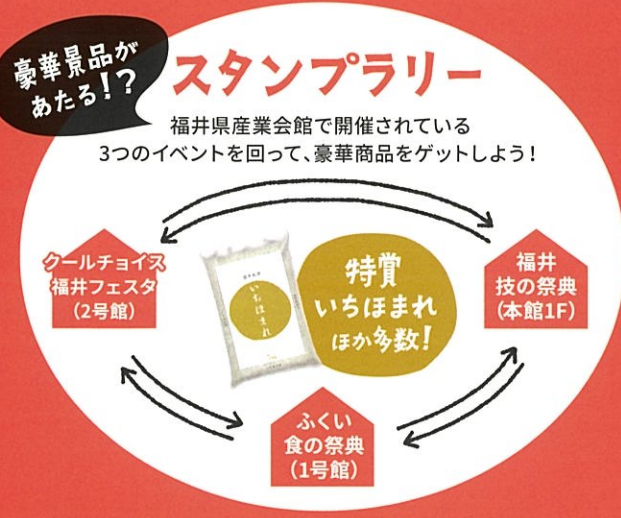 豪華景品が
あたる!?
スタンプラリー
福井県産業会館で開催されている
3つのイベントを回って、豪華商品をゲットしよう!
クールチョイス
福井フェスタ
(2号館)
いちほまれ
特賞
いちほまれ
ほか多数!
福井
技の祭典
(本館1F)
ふくい
食の祭典
(1号館)